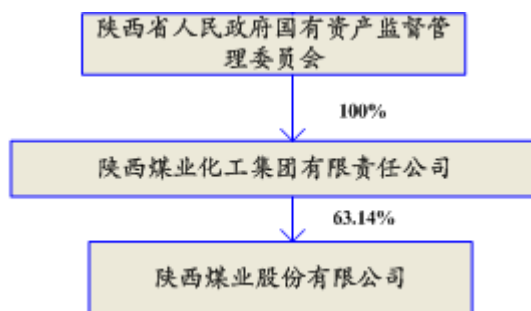 陕西省人民政府国有资产监督管
理委员会
100%
陕西煤业化工集团有限责任公司
63.14%
陕西煤业股份有限公司